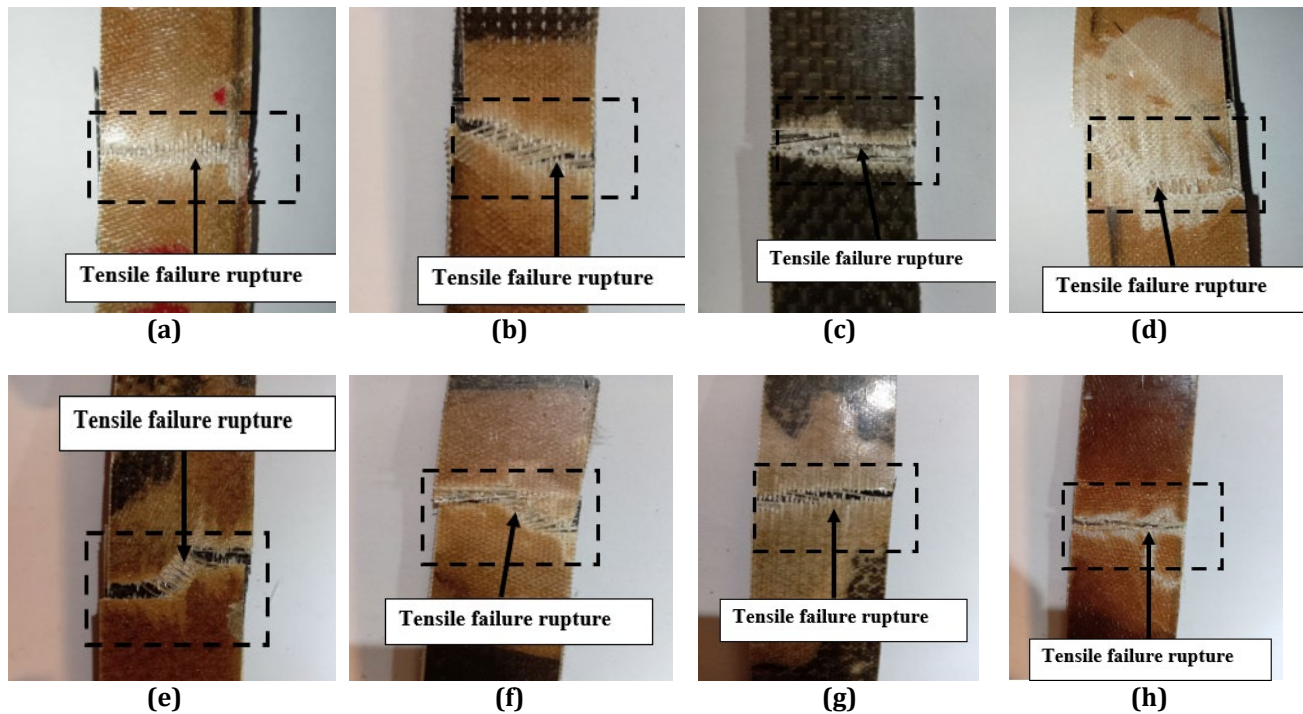 Tensile failure rupture
Tensile failure rupture
Tensile failure rupture
Tensile failure rupture
(a)
(b)
(c)
(d)
Tensile failure rupture
Tensile failure rupture
Tensile failure rupture
Tensile failure rupture
(e)
(f)
(g)
(h)